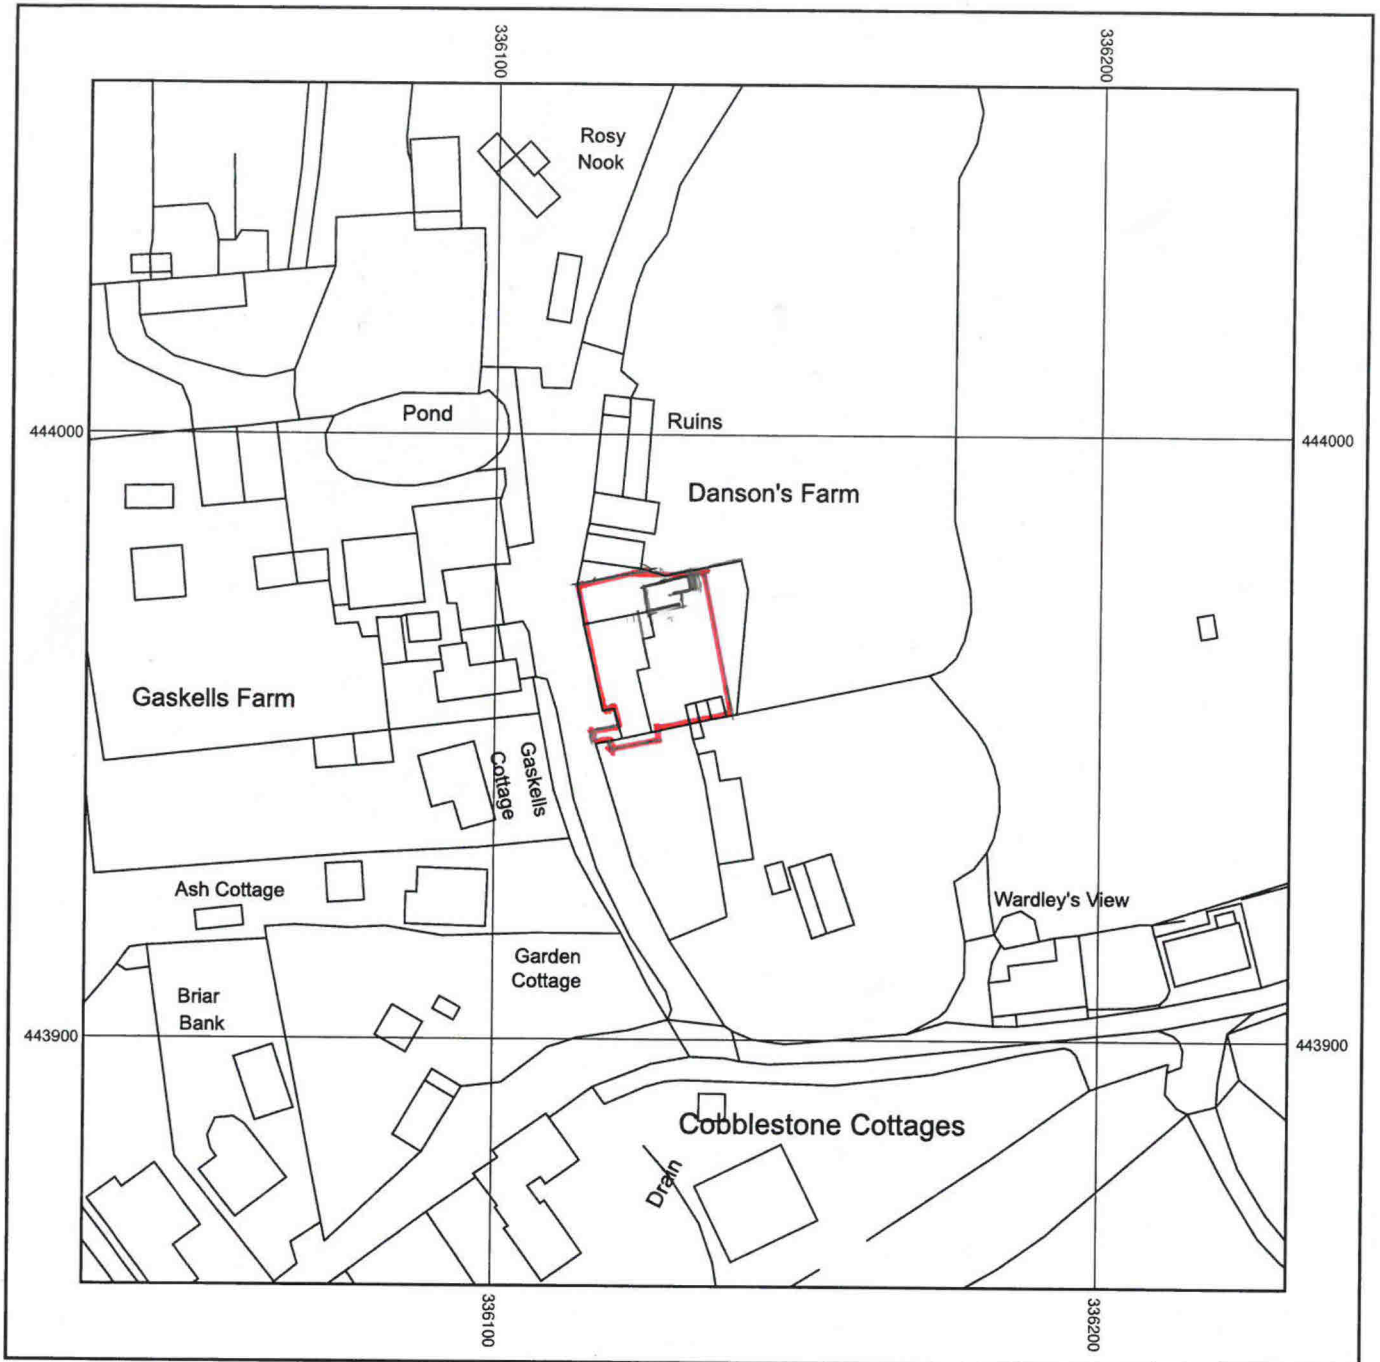 336100
336200
Rosy
Nook
Pond
Ruins
444000
444000
Danson's Farm
Gaskells Farm
Gaskells
Cottage
Ash Cottage
Wardley's View
Garden
Cottage
Briar
Bank
443900
443900
Cobblestone Cottages
Drain
336100
336200